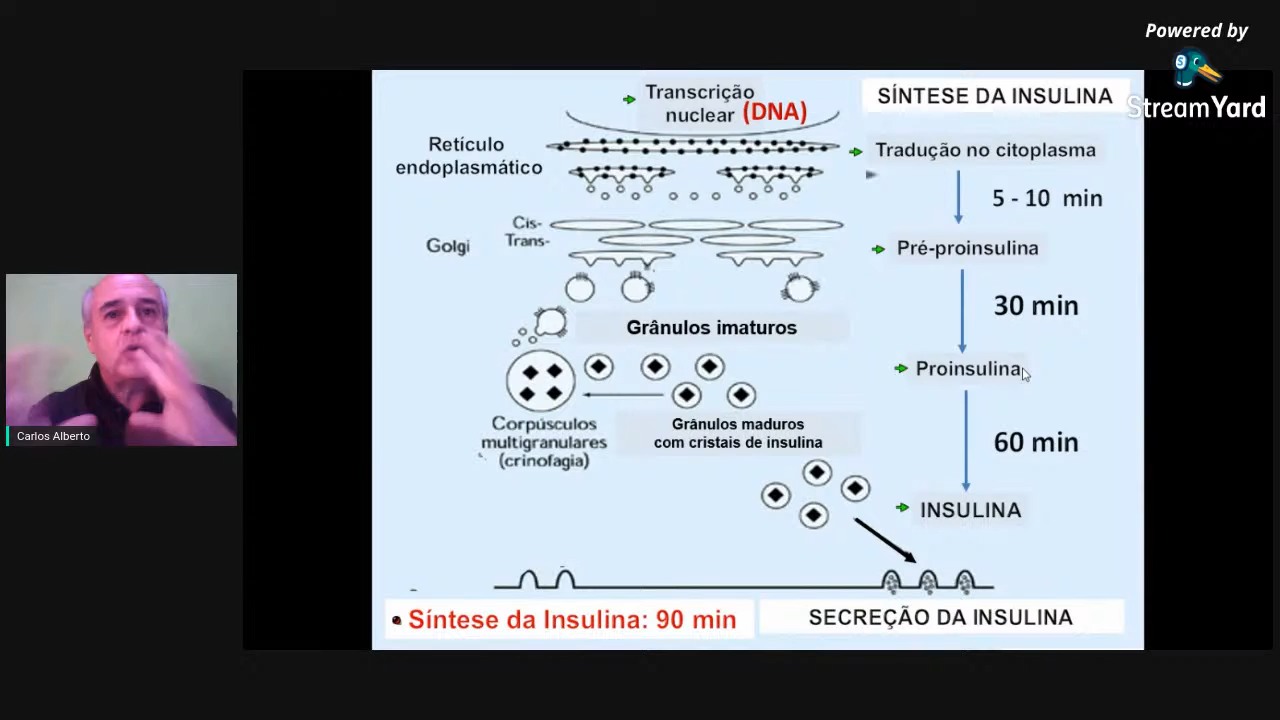 Powered by
StreamYard
Transcrição
nuclear (DNA)
SÍNTESE DA INSULINA
Retículo
endoplasmático
Tradução no citoplasma
5 - 10 min
Cis-
Trans-
Golgi
Pré-proinsulina
30 min
Grânulos imaturos
Proinsulina
Corpúsculos
multigranulares
(crinofagia)
Grânulos maduros
com cristais de insulina
60 min
INSULINA
Carlos Alberto
• Síntese da Insulina: 90 min
SECREÇÃO DA INSULINA